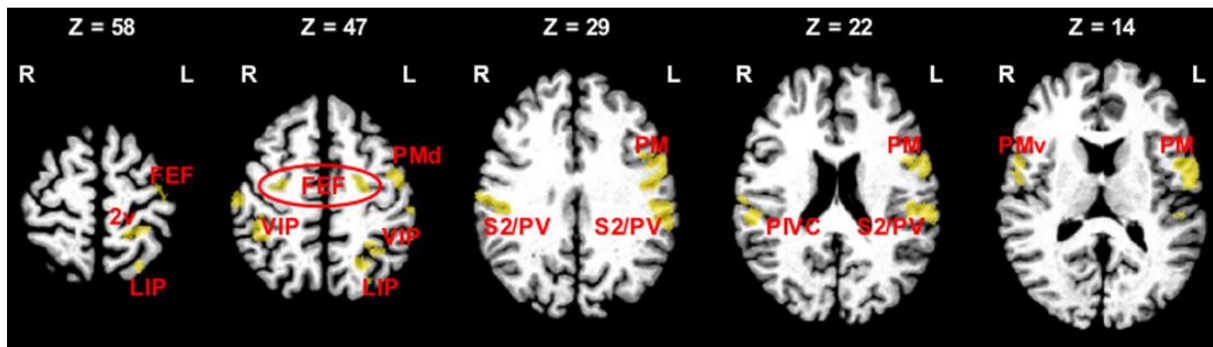 Z = 58 Z = 47 Z = 29 Z = 22 Z = 14
R L R L R L R L R L
PM PM PMv PM
PMd
FEF FEF
2v VIP S2/PV S2/PV PIVC S2/PV
VIP
LIP LIP